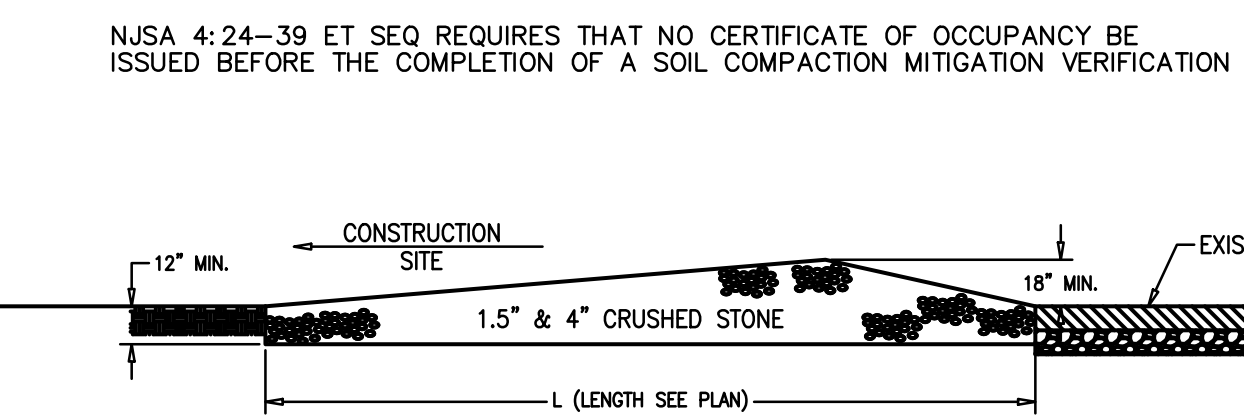 NJSA 4:24-39 ET SEQ REQUIRES THAT NO CERTIFICATE OF OCCUPANCY BE
ISSUED BEFORE THE COMPLETION OF A SOIL COMPACTION MITIGATION VERIFICATION
CONSTRUCTION
SITE
12" MIN.
EXIS
18" MIN.
1.5" & 4" CRUSHED STONE
L (LENGTH SEE PLAN)